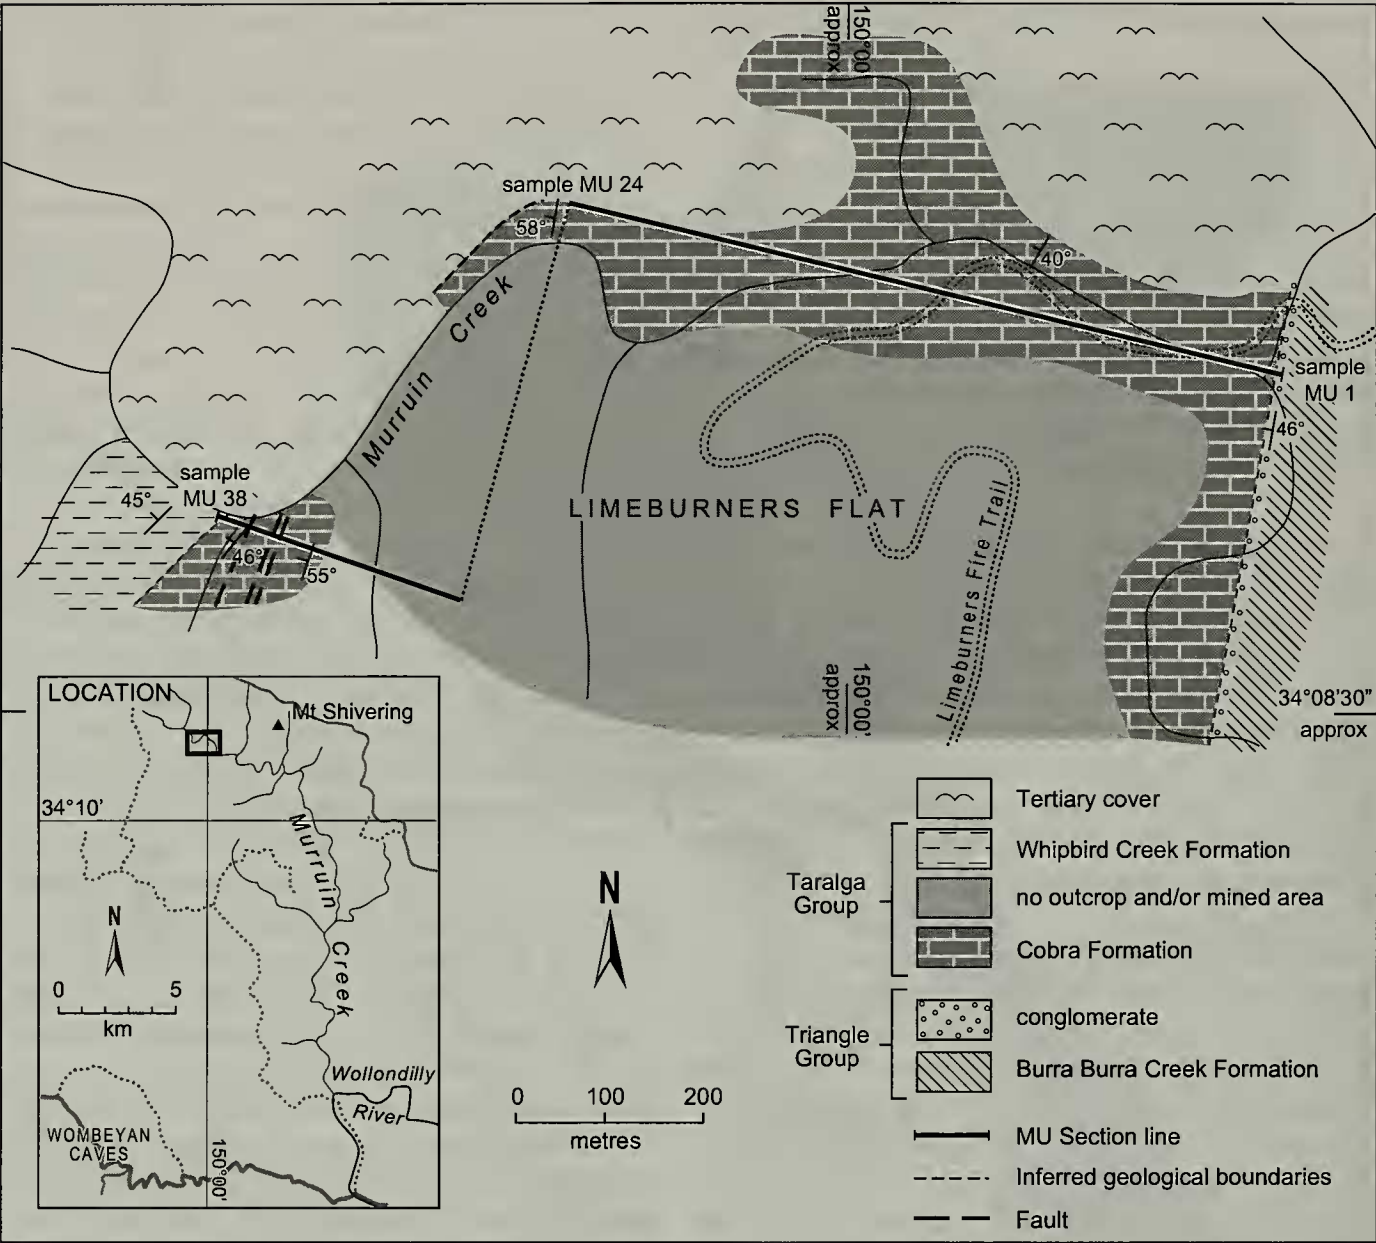 150°00'
approx
sample MU 24
58°
40°
Murruin
Creek
sample
MU 1
46°
sample
MU 38
45°
46°
55°
LIMEBURNERS FLAT
Limeburners Fire Trail
150°00'
approx
34°08'30"
approx
LOCATION
Mt Shivering
34°10'
Murruin
Creek
N
0 5
km
Wollondilly
River
WOMBEYAN
CAVES
150°00'
N
0 100 200
metres
Tertiary cover
Taralga
Group
Whipbird Creek Formation
no outcrop and/or mined area
Cobra Formation
Triangle
Group
conglomerate
Burra Burra Creek Formation
MU Section line
Inferred geological boundaries
Fault